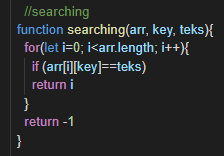 //searching
function searching(arr, key, teks){
for(let i=0; i<arr.length; i++){
if (arr[i][key]==teks)
return i
}
return -1
}